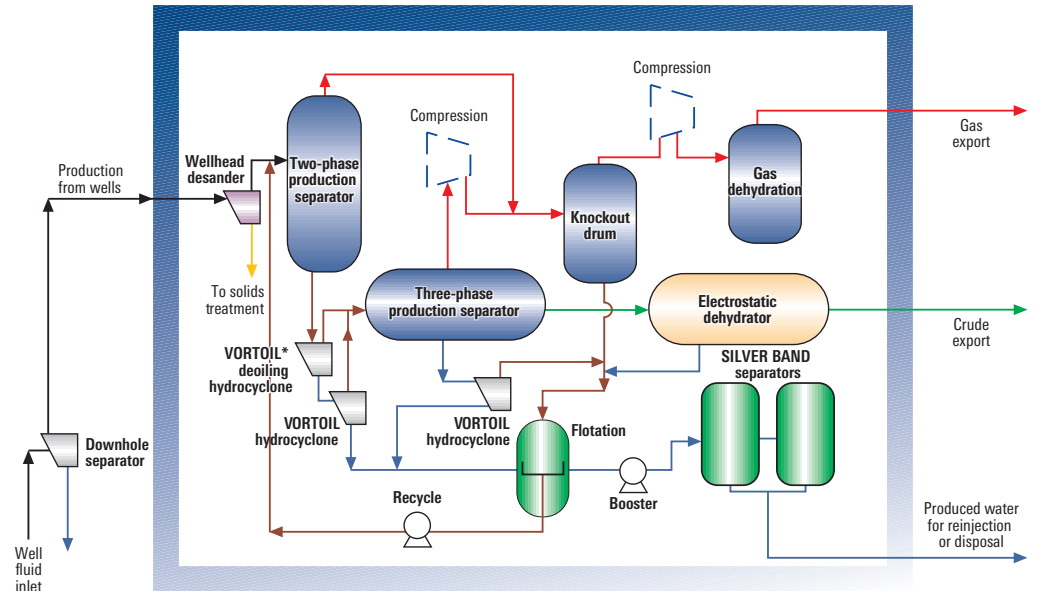 Compression
Compression
Gas
export
Production
from wells
Wellhead
desander
Two-phase
production
separator
Gas
dehydration
Knockout
drum
To solids
treatment
Three-phase
production separator
Electrostatic
dehydrator
Crude
export
VORTOIL*
deoiling
hydrocyclone
SILVER BAND
separators
VORTOIL
hydrocyclone
VORTOIL
hydrocyclone
Flotation
Downhole
separator
Recycle
Booster
Produced water
for reinjection
or disposal
Well
fluid
inlet